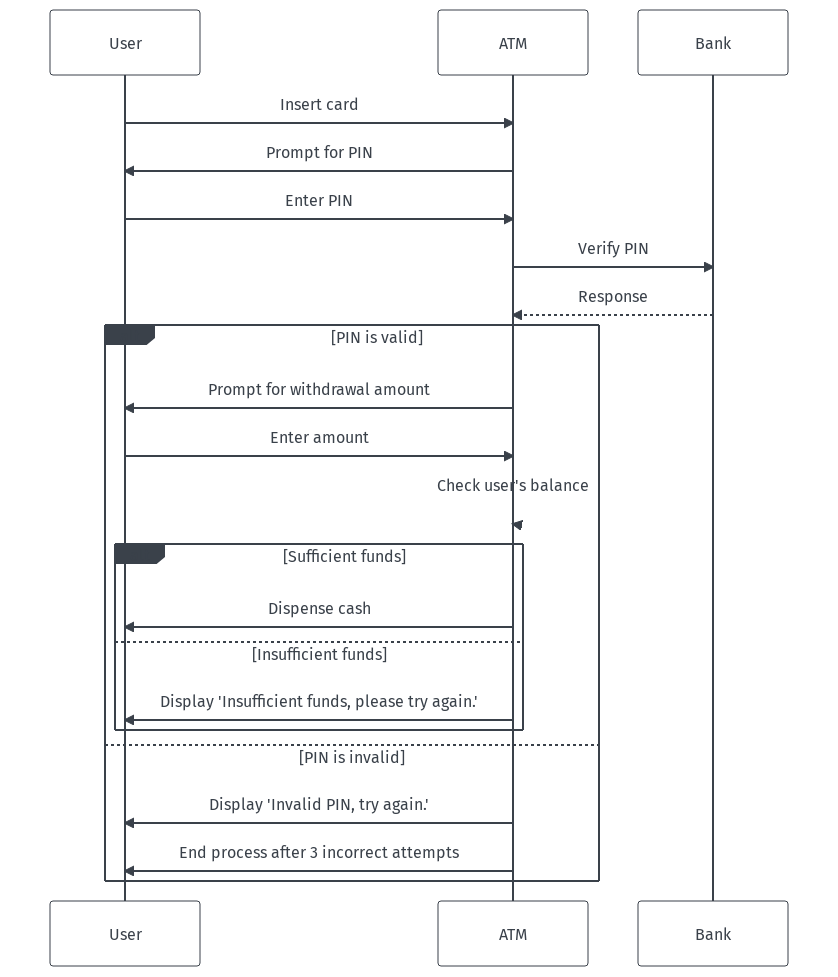 User
ATM
Bank
Insert card
Prompt for PIN
Enter PIN
Verify PIN
Response
[PIN is valid]
Prompt for withdrawal amount
Enter amount
Check user's balance
[Sufficient funds]
Dispense cash
[Insufficient funds]
Display 'Insufficient funds, please try again.'
[PIN is invalid]
Display 'Invalid PIN, try again.'
End process after 3 incorrect attempts
User
ATM
Bank